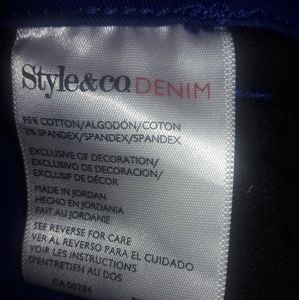 Style&co. DENIM
98% COTTON/ALGODÓN/COTON
2% SPANDEX/SPANDEX/SPANDEX
EXCLUSIVE OF DECORATION/
EXCLUSIVO DE DECORACION/
EXCLUSIF DE DÉCOR
MADE IN JORDAN
HECHO EN JORDANIA
FAIT AU JORDANIE
SEE REVERSE FOR CARE
VER AL REVERSO PARA EL CUIDADO
VOIR LES INSTRUCTIONS
D'ENTRETIEN AU DOS